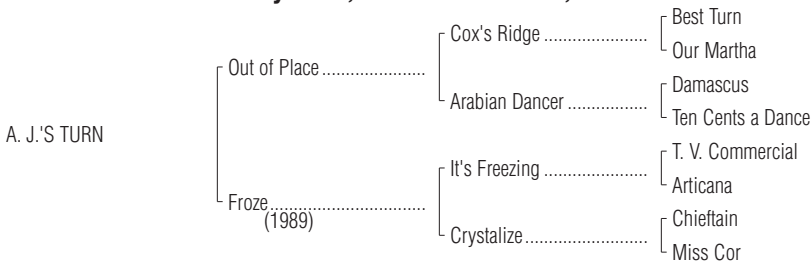 Best Turn
Cox's Ridge
Our Martha
Out of Place
Damascus
Arabian Dancer
Ten Cents a Dance
A. J.'S TURN
T. V. Commercial
It's Freezing
Articana
Froze
(1989)
Chieftain
Crystalize
Miss Cor